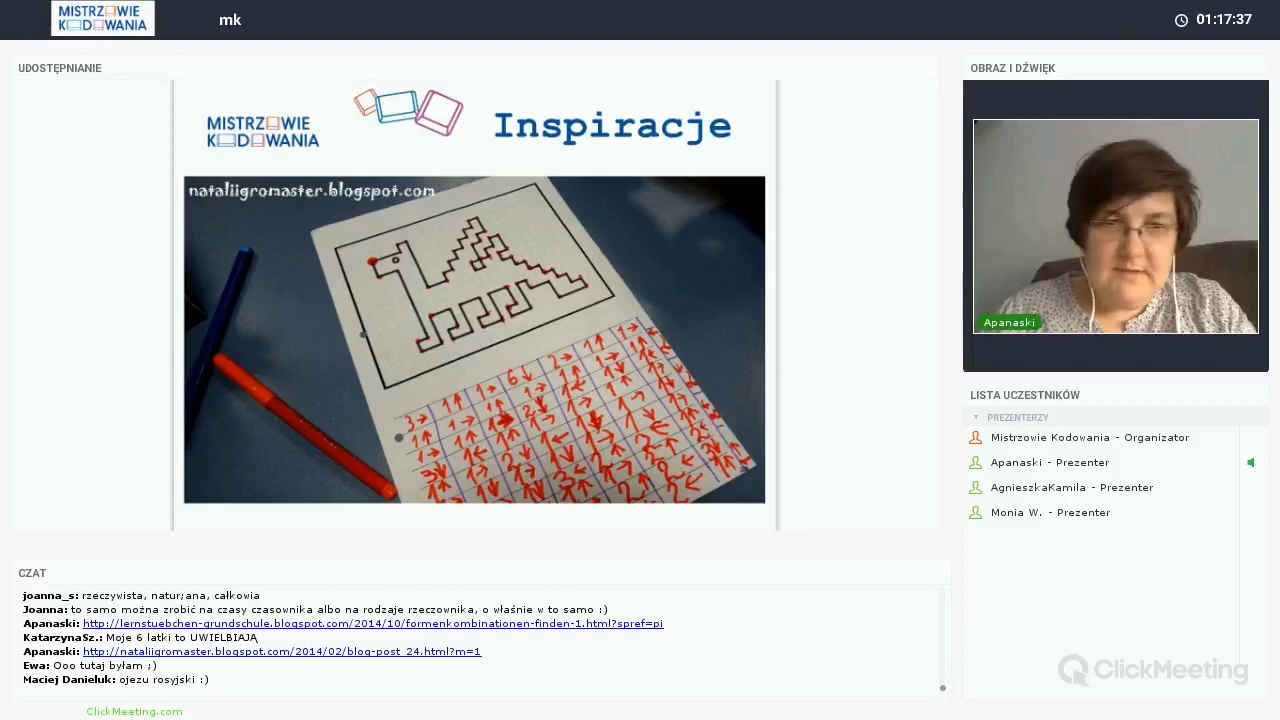 MISTRZOWIE
KODOWANIA
mk
01:17:37
UDOSTĘPNIANIE
OBRAZ I DŹWIĘK
MISTRZOWIE
KODOWANIA
Inspiracje
nataliigromaster.blogspot.com
Apanaski
LISTA UCZESTNIKÓW
PREZENTERZY
Mistrzowie Kodowania - Organizator
Apanaski - Prezenter
AgnieszkaKamila - Prezenter
Monia W. - Prezenter
CZAT
joanna_s: rzeczywista, natur;ana, całkowia
Joanna: to samo można zrobić na czasy czasownika albo na rodzaje rzeczownika, o właśnie w to samo :)
Apanaski: http://lernstuebchen-grundschule.blogspot.com/2014/10/formenkombinationen-finden-1.html?spref=pi
KatarzynaSz.: Moje 6 latki to UWIELBIAJĄ
Apanaski: http://nataliigromaster.blogspot.com/2014/02/blog-post_24.html?m=1
Ewa: Ooo tutaj byłam ;)
Maciej Danieluk: ojezu rosyjski :)
ClickMeeting
ClickMeeting.com